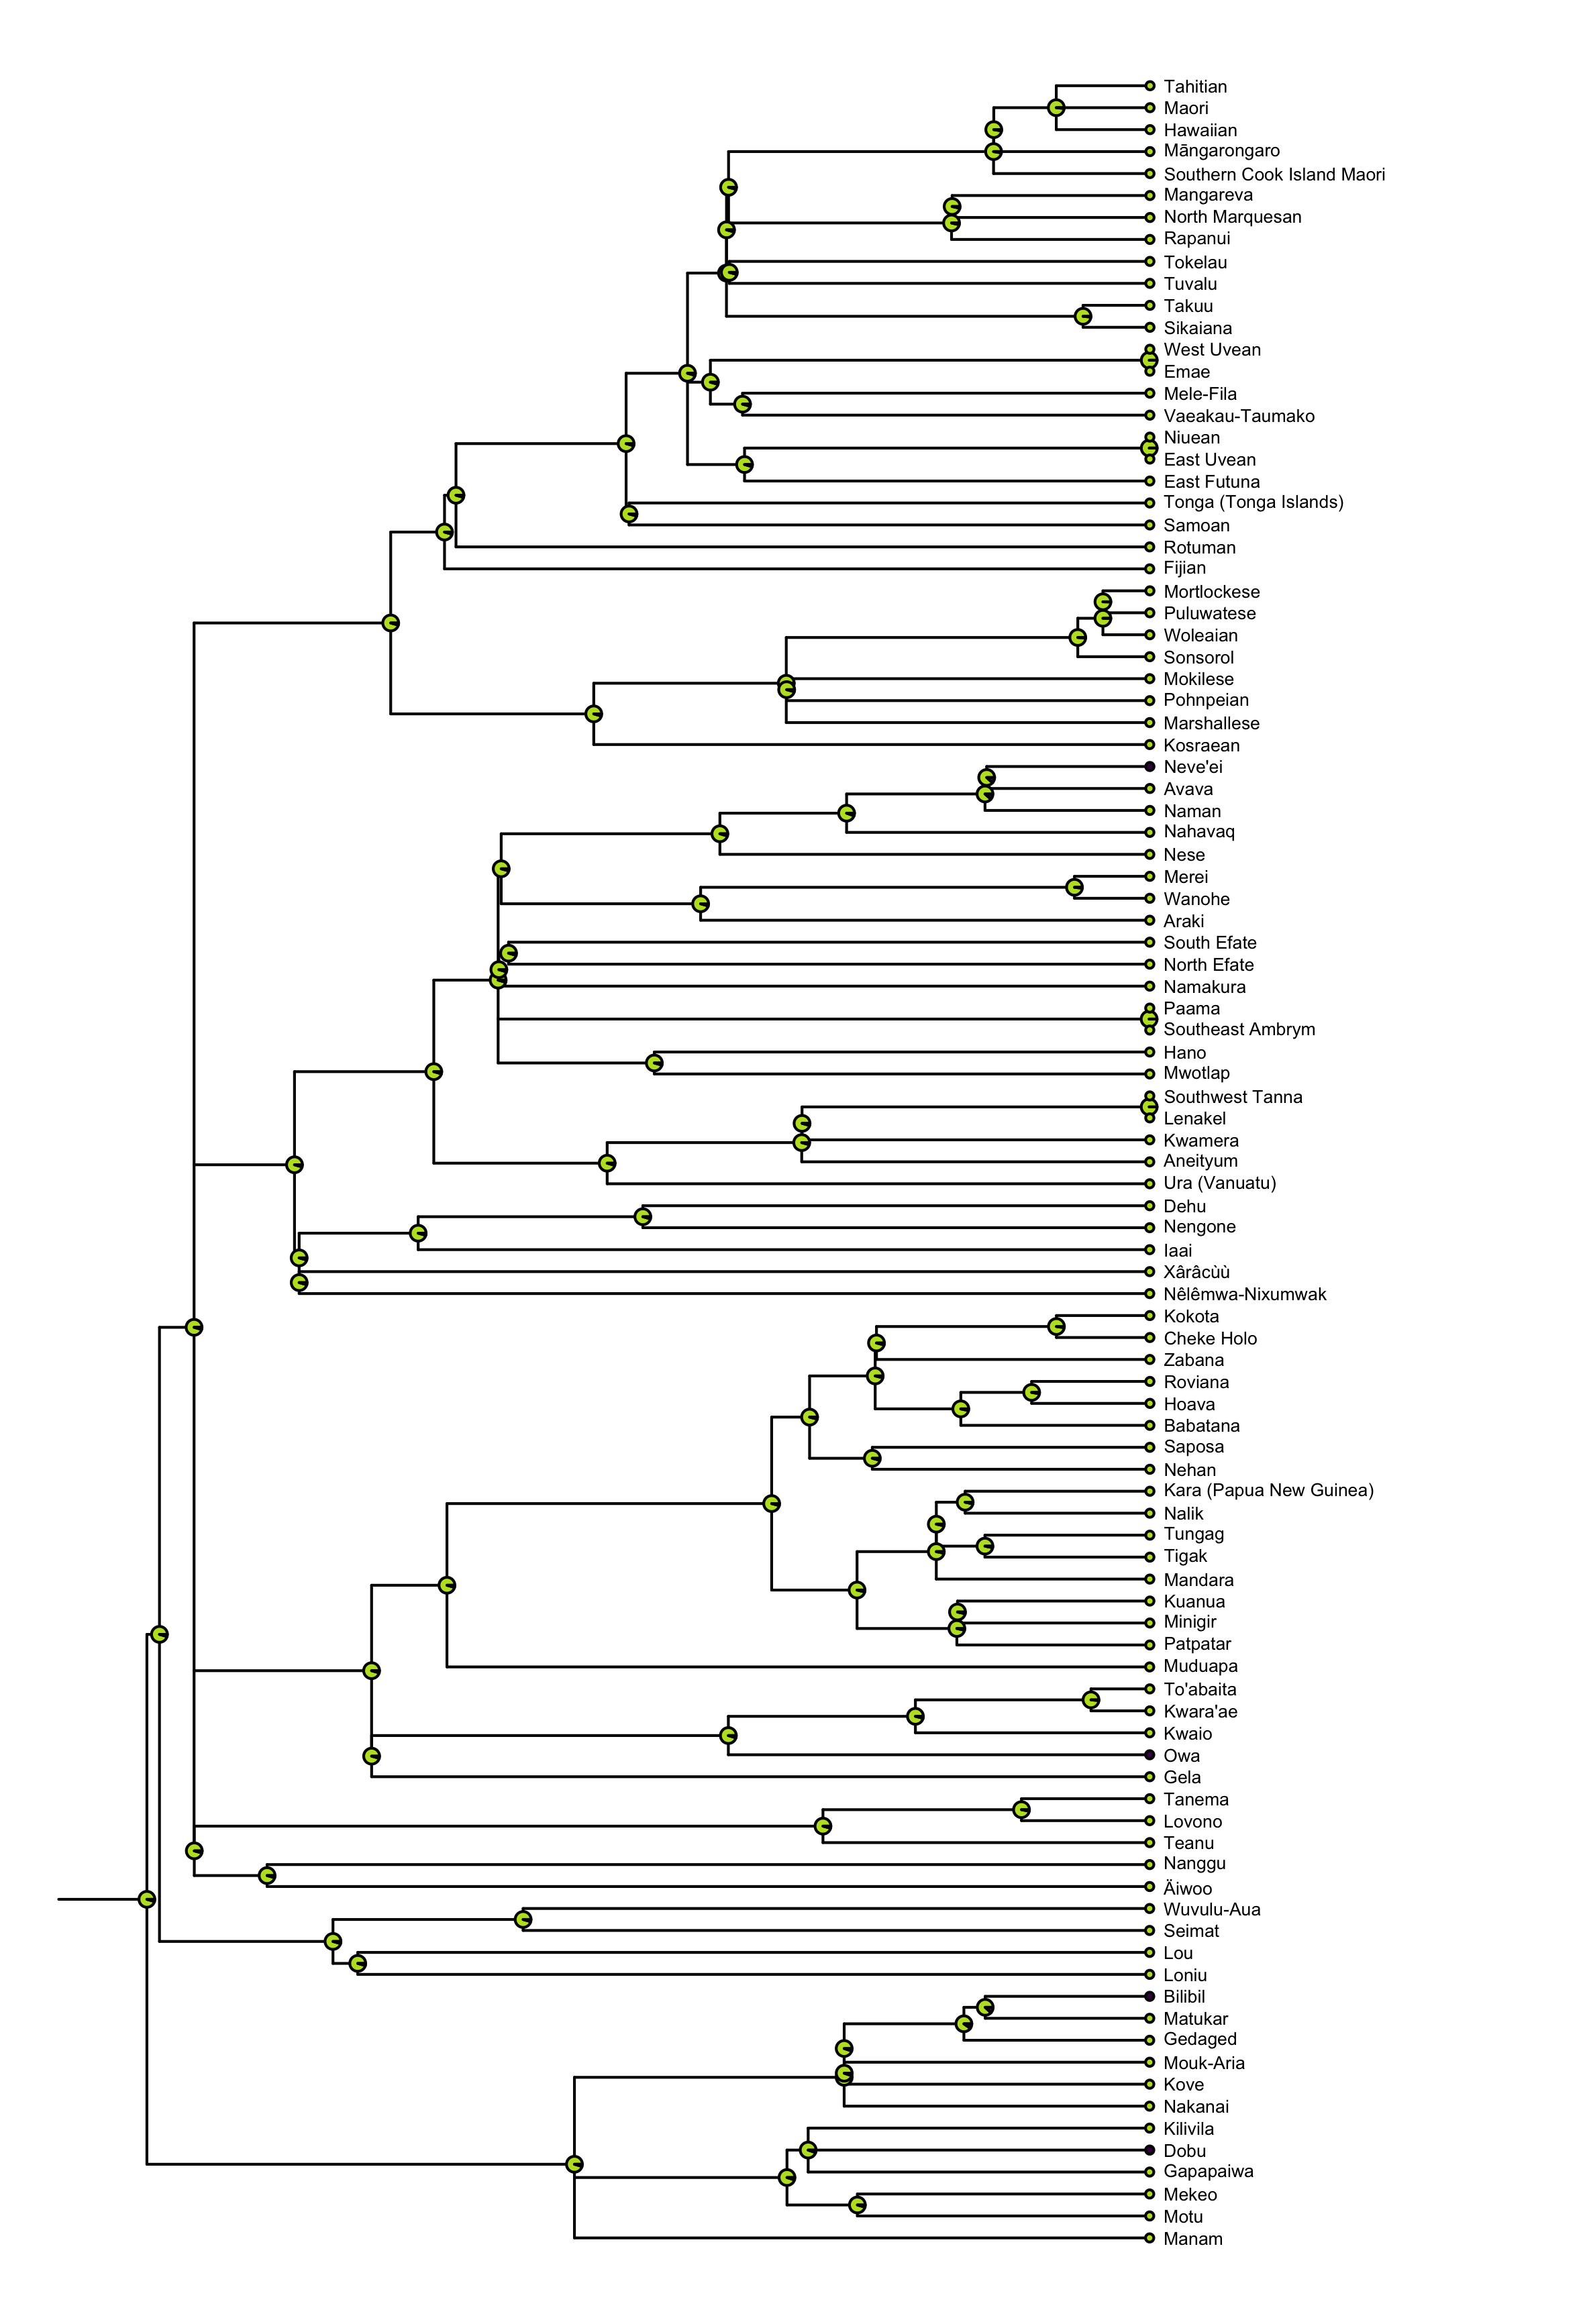 Tahitian
Maori
Hawaiian
Māngarongaro
Southern Cook Island Maori
Mangareva
North Marquesan
Rapanui
Tokelau
Tuvalu
Takuu
Sikaiana
West Uvean
Emae
Mele-Fila
Vaeakau-Taumako
Niuean
East Uvean
East Futuna
Tonga (Tonga Islands)
Samoan
Rotuman
Fijian
Mortlockese
Puluwatese
Woleaian
Sonsorol
Mokilese
Pohnpeian
Marshallese
Kosraean
Neve'ei
Avava
Naman
Nahavaq
Nese
Merei
Wanohe
Araki
South Efate
North Efate
Namakura
Paama
Southeast Ambrym
Hano
Mwotlap
Southwest Tanna
Lenakel
Kwamera
Aneityum
Ura (Vanuatu)
Dehu
Nengone
Iaai
Xârâcùù
Nêlêmwa-Nixumwak
Kokota
Cheke Holo
Zabana
Roviana
Hoava
Babatana
Saposa
Nehan
Kara (Papua New Guinea)
Nalik
Tungag
Tigak
Mandara
Kuanua
Minigir
Patpatar
Muduapa
To'abaita
Kwara'ae
Kwaio
Owa
Gela
Tanema
Lovono
Teanu
Nanggu
Äiwoo
Wuvulu-Aua
Seimat
Lou
Loniu
Bilibil
Matukar
Gedaged
Mouk-Aria
Kove
Nakanai
Kilivila
Dobu
Gapapaiwa
Mekeo
Motu
Manam